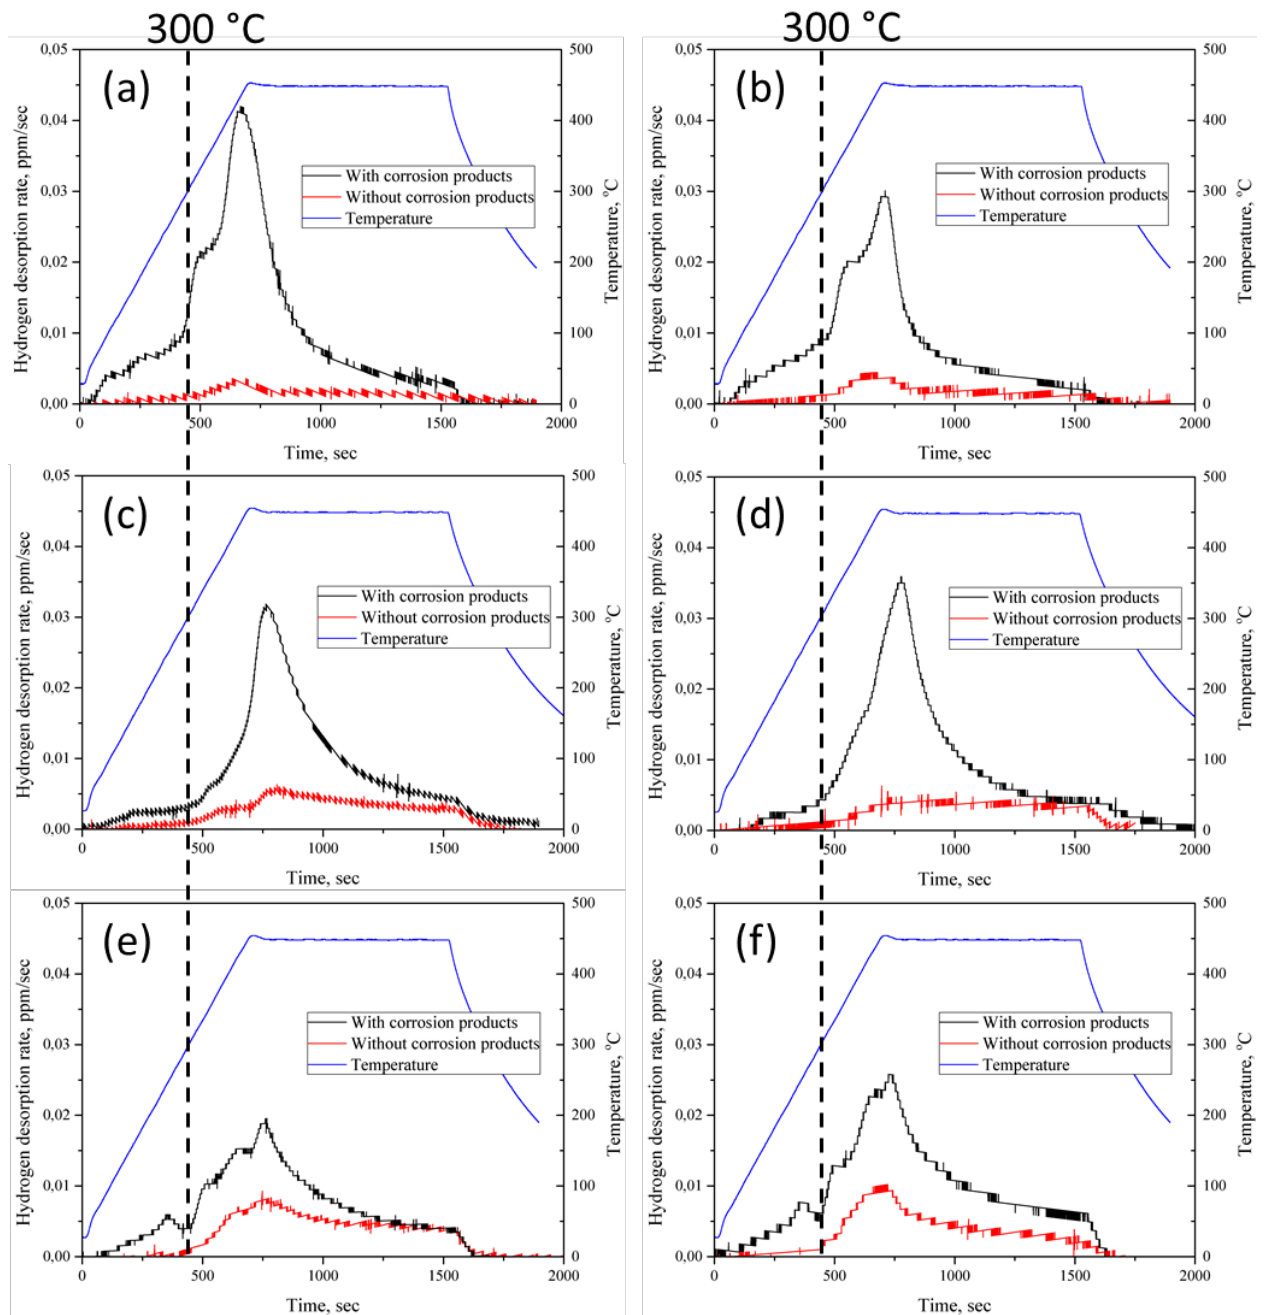 300 °C
300 °C
Hydrogen desorption rate, ppm/sec
0,05
0,04
0,03
0,02
0,01
0,00
(a)
With corrosion products
Without corrosion products
Temperature
500
400
300
200
100
0
Temperature, °C
0
500
1000
1500
2000
Time, sec
Hydrogen desorption rate, ppm/sec
0,05
0,04
0,03
0,02
0,01
0,00
(b)
With corrosion products
Without corrosion products
Temperature
500
400
300
200
100
0
Temperature, °C
0
500
1000
1500
2000
Time, sec
Hydrogen desorption rate, ppm/sec
0,05
0,04
0,03
0,02
0,01
0,00
(c)
With corrosion products
Without corrosion products
Temperature
500
400
300
200
100
0
Temperature, °C
0
500
1000
1500
2000
Time, sec
Hydrogen desorption rate, ppm/sec
0,05
0,04
0,03
0,02
0,01
0,00
(d)
With corrosion products
Without corrosion products
Temperature
500
400
300
200
100
0
Temperature, °C
0
500
1000
1500
2000
Time, sec
Hydrogen desorption rate, ppm/sec
0,05
0,04
0,03
0,02
0,01
0,00
(e)
With corrosion products
Without corrosion products
Temperature
500
400
300
200
100
0
Temperature, °C
0
500
1000
1500
2000
Time, sec
Hydrogen desorption rate, ppm/sec
0,05
0,04
0,03
0,02
0,01
0,00
(f)
With corrosion products
Without corrosion products
Temperature
500
400
300
200
100
0
Temperature, °C
0
500
1000
1500
2000
Time, sec